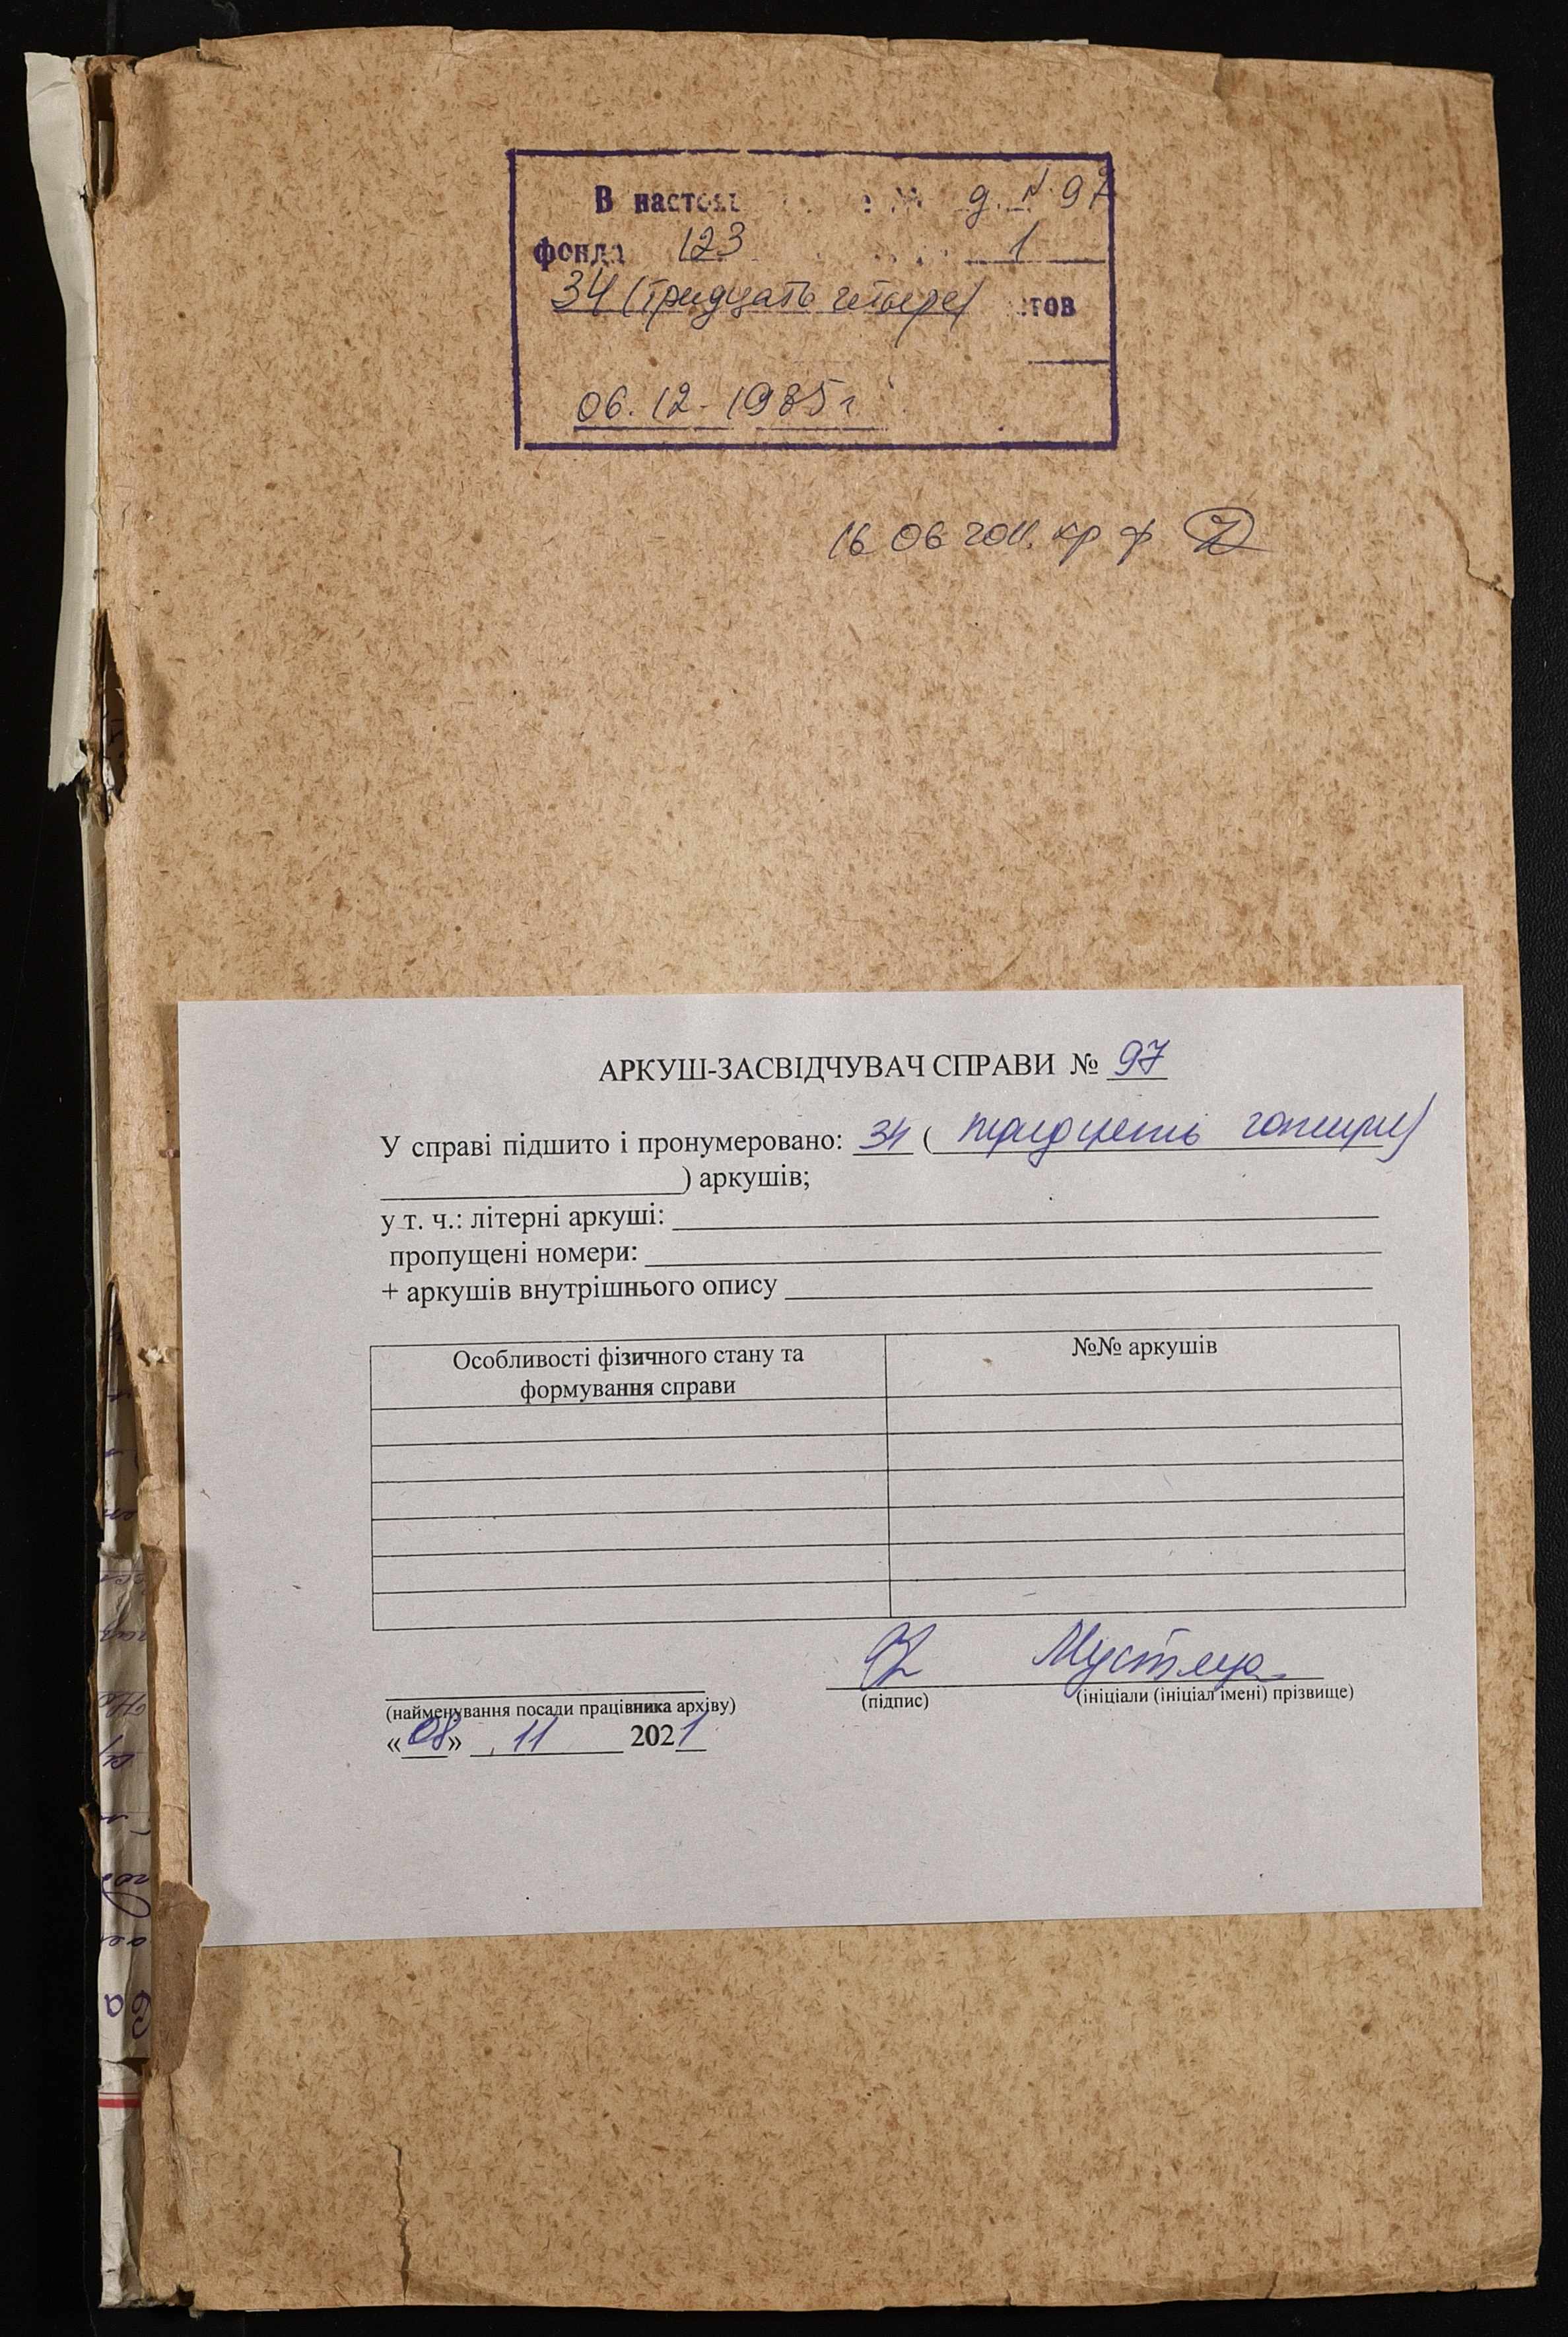 В настоя д. № 97
фонда 123 1
34 (тридцать четыре) стов
06.12.1985 г
16 06 2011. кр ф
АРКУШ-ЗАСВІДЧУВАЧ СПРАВИ № 97
У справі підшито і пронумеровано: 34 ( тридцять чотири)
) аркушів;
у т. ч.: літерні аркуші:
пропущені номери:
+ аркушів внутрішнього опису
Особливості фізичного стану та
формування справи
№№ аркушів
(найменування посади працівника архіву)
(підпис)
(ініціали (ініціал імені) прізвище)
«08» 11 2021